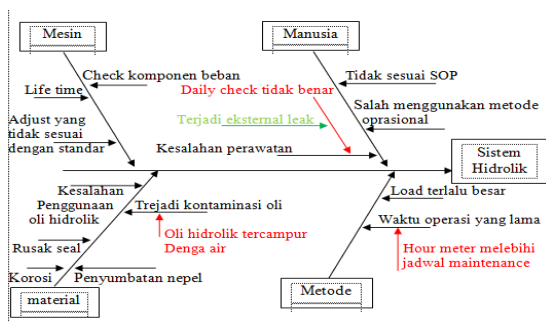 Mesin
Manusia
Check komponen beban
Life time
Adjust yang
tidak sesuai
dengan standar
Tidak sesuai SOP
Daily check tidak benar
Salah menggunakan metode
oprasional
Terjadi eksternal leak
Kesalahan perawatan
Sistem
Hidrolik
Kesalahan
Penggunaan
oli hidrolik
Trejadi kontaminasi oli
Oli hidrolik tercampur
Denga air
Rusak seal
Korosi
Penyumbatan nepel
material
Load terlalu besar
Waktu operasi yang lama
Hour meter melebihi
jadwal maintenance
Metode